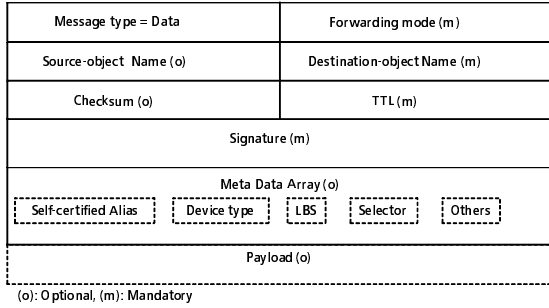 Message type = Data
Forwarding mode (m)
Source-object Name (o)
Destination-object Name (m)
Checksum (o)
TTL (m)
Signature (m)
Meta Data Array (o)
Self-certified Alias
Device type
LBS
Selector
Others
Payload (o)
(o): Optional, (m): Mandatory